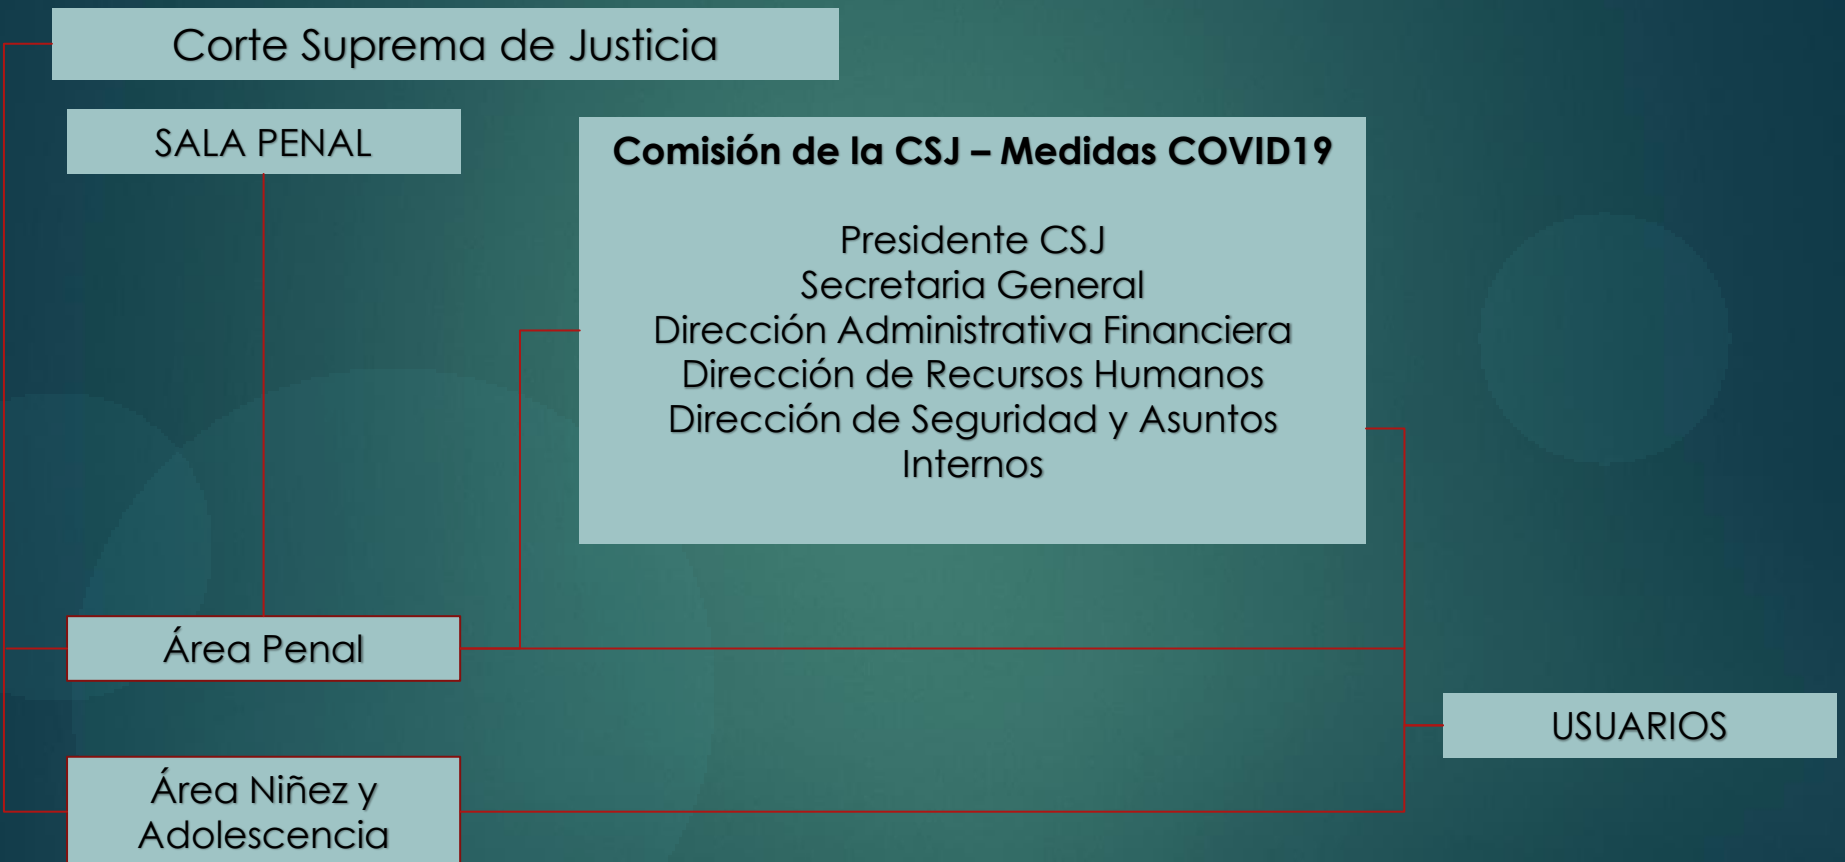 Corte Suprema de Justicia
SALA PENAL
Comisión de la CSJ – Medidas COVID19
Presidente CSJ
Secretaria General
Dirección Administrativa Financiera
Dirección de Recursos Humanos
Dirección de Seguridad y Asuntos
Internos
Área Penal
USUARIOS
Área Niñez y
Adolescencia